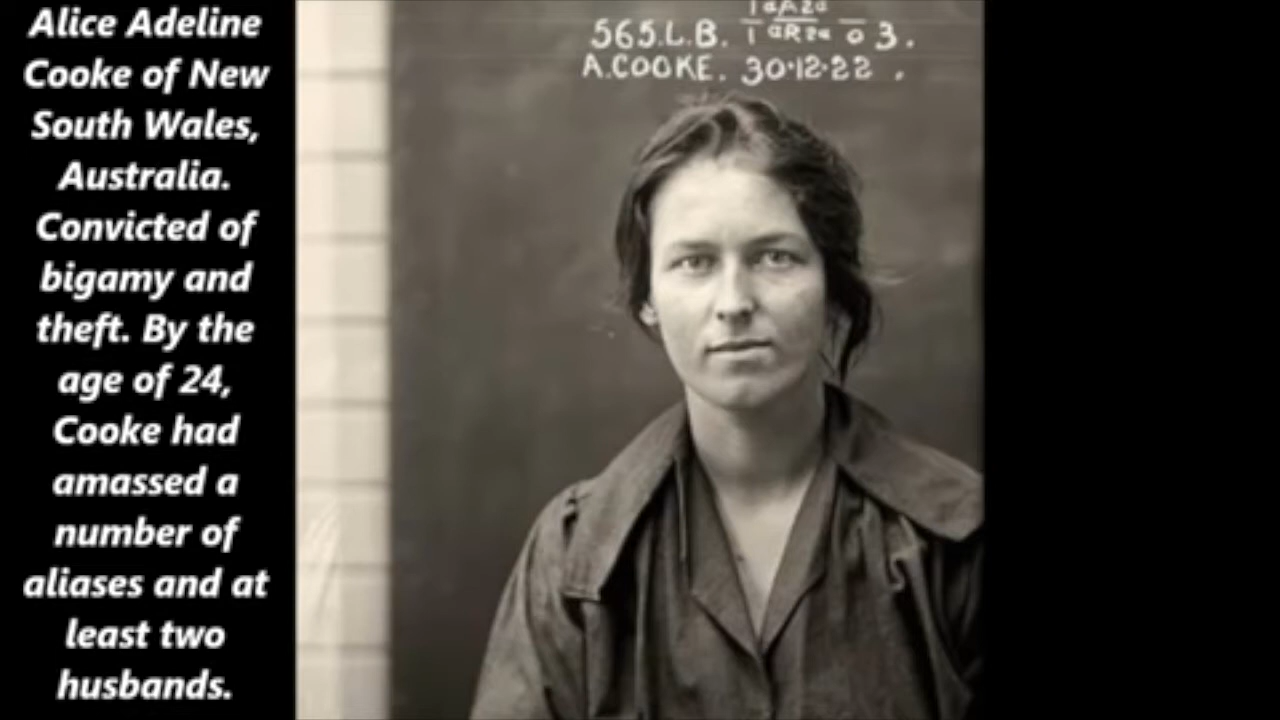 Alice Adeline
Cooke of New
South Wales,
Australia.
Convicted of
bigamy and
theft. By the
age of 24,
Cooke had
amassed a
number of
aliases and at
least two
husbands.
565.L.B. 3.
A.COOKE. 30.12.22 .